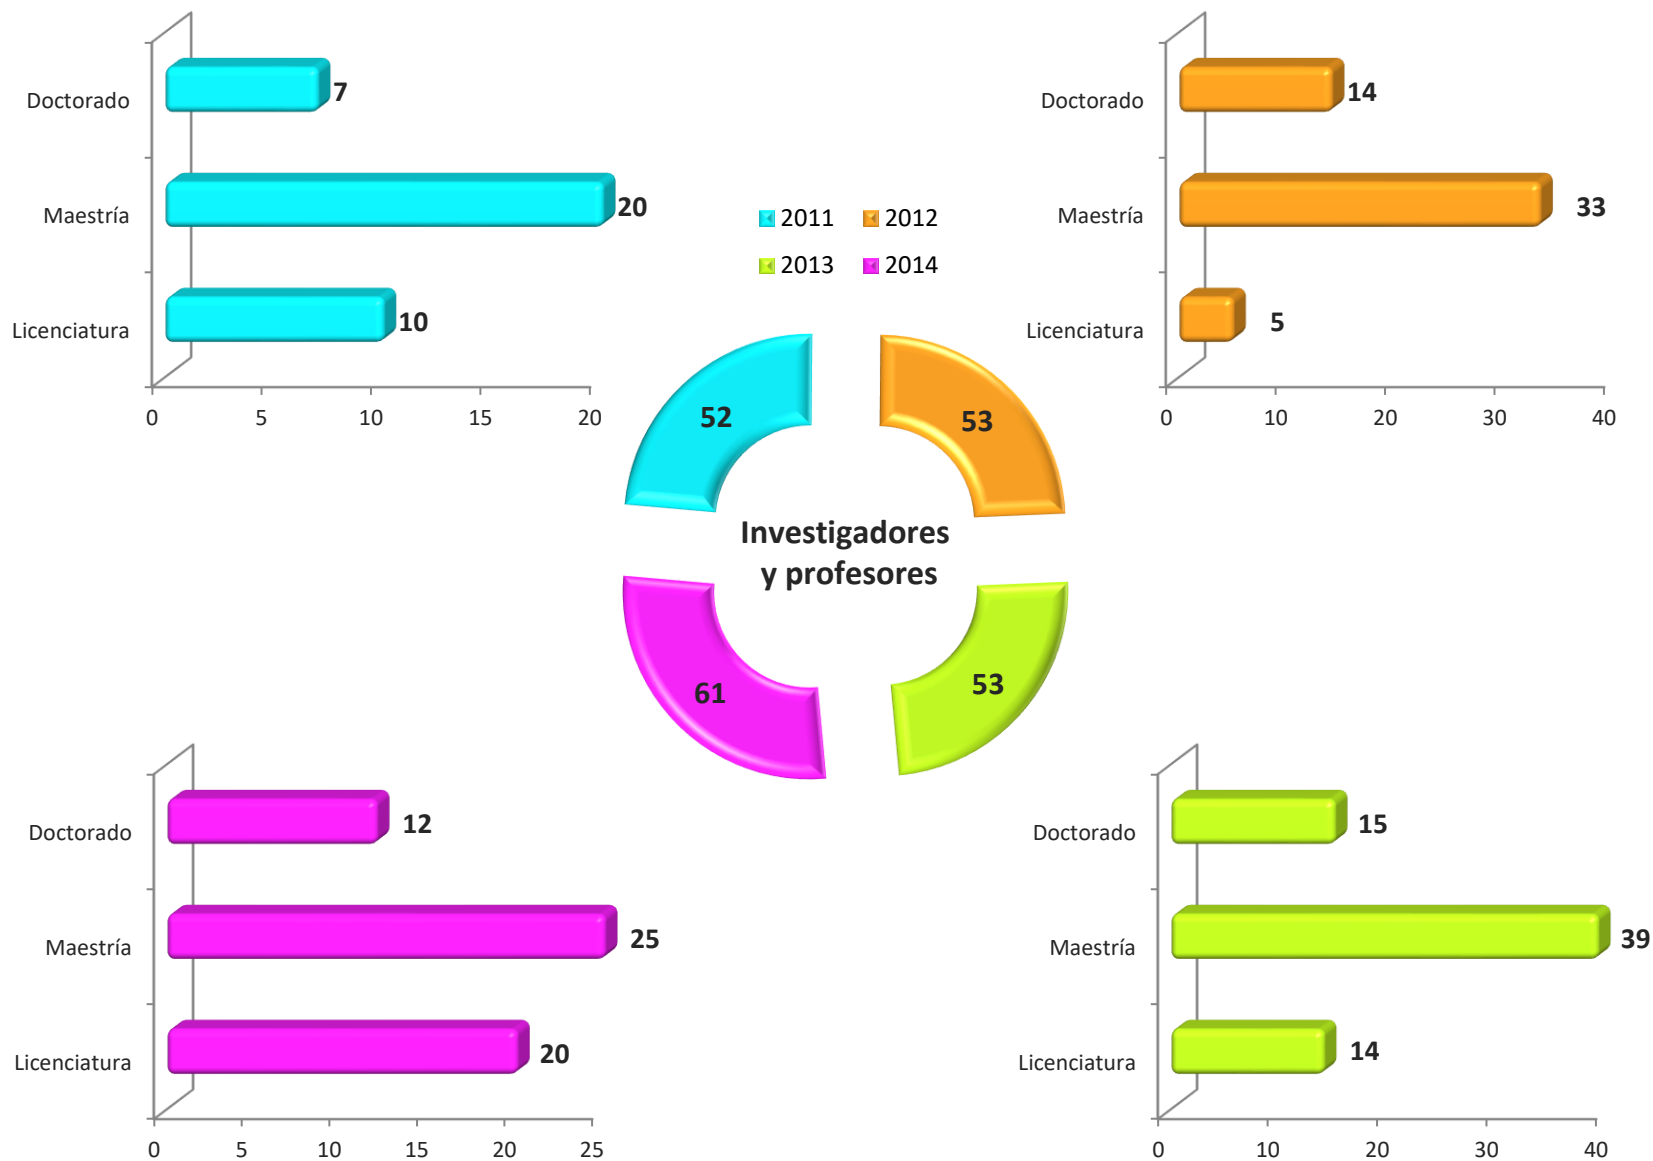 Doctorado
7
Maestría
20
Licenciatura
10
0 5 10 15 20
Doctorado
14
Maestría
33
Licenciatura
5
0 10 20 30 40
2011 2012
2013 2014
52
53
Investigadores
y profesores
61
53
Doctorado
12
Maestría
25
Licenciatura
20
0 5 10 15 20 25
Doctorado
15
Maestría
39
Licenciatura
14
0 10 20 30 40